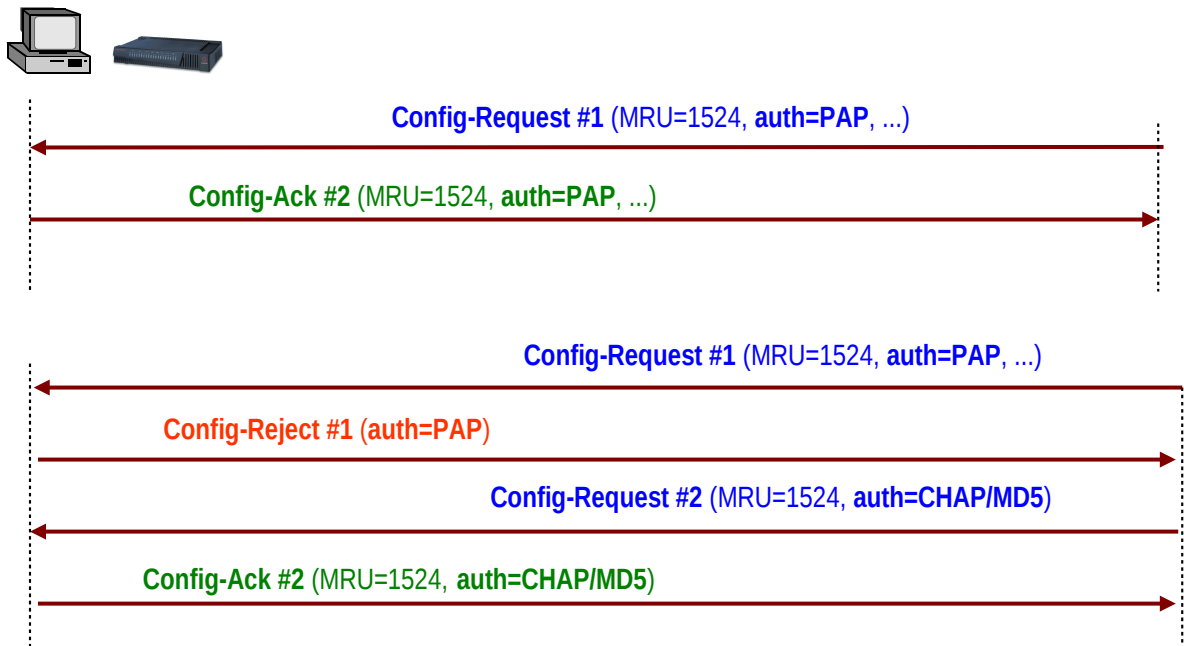 Config-Request #1 (MRU=1524, auth=PAP, ...)
Config-Ack #2 (MRU=1524, auth=PAP, ...)
Config-Request #1 (MRU=1524, auth=PAP, ...)
Config-Reject #1 (auth=PAP)
Config-Request #2 (MRU=1524, auth=CHAP/MD5)
Config-Ack #2 (MRU=1524, auth=CHAP/MD5)